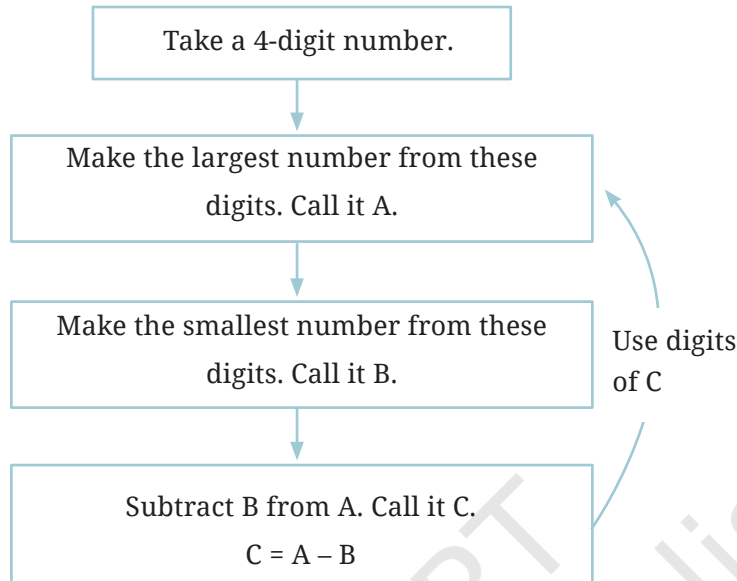 Take a 4-digit number.
Make the largest number from these
digits. Call it A.
Make the smallest number from these
digits. Call it B.
Use digits
of C
Subtract B from A. Call it C.
C = A – B